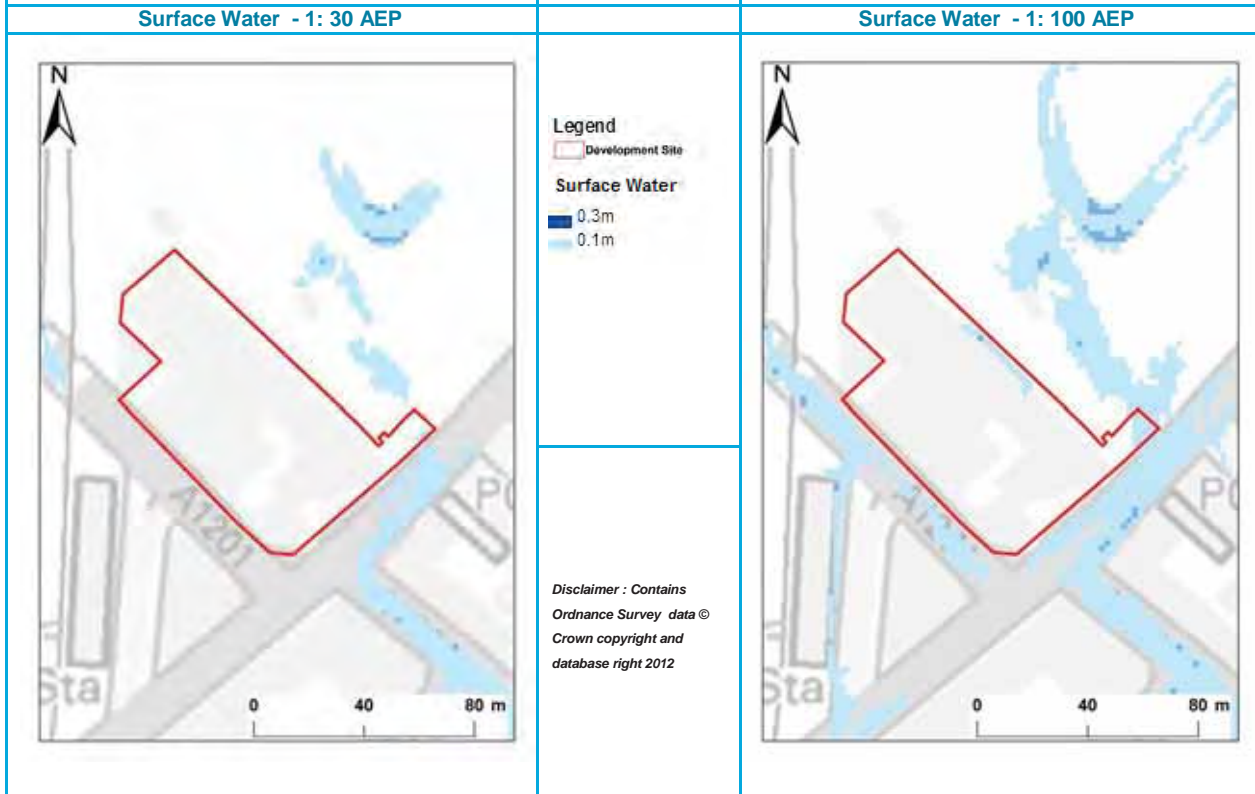 Surface Water - 1: 30 AEP
Surface Water - 1: 100 AEP
N
A1201
Sta
0 40 80 m
Legend
Development Site
Surface Water
0.3m
0.1m
Disclaimer : Contains
Ordnance Survey data ©
Crown copyright and
database right 2012
N
Sta
0 40 80 m